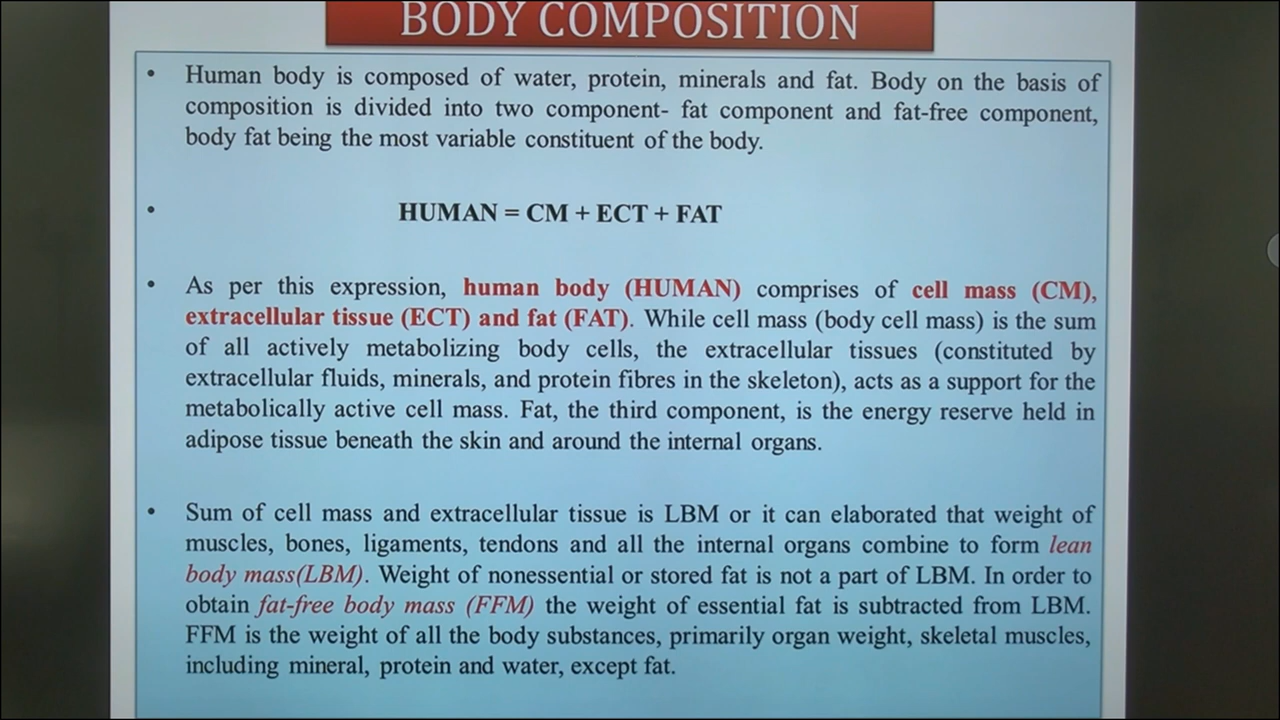 BODY COMPOSITION
• Human body is composed of water, protein, minerals and fat. Body on the basis of
composition is divided into two component- fat component and fat-free component,
body fat being the most variable constituent of the body.
• HUMAN = CM + ECT + FAT
• As per this expression, human body (HUMAN) comprises of cell mass (CM),
extracellular tissue (ECT) and fat (FAT). While cell mass (body cell mass) is the sum
of all actively metabolizing body cells, the extracellular tissues (constituted by
extracellular fluids, minerals, and protein fibres in the skeleton), acts as a support for the
metabolically active cell mass. Fat, the third component, is the energy reserve held in
adipose tissue beneath the skin and around the internal organs.
• Sum of cell mass and extracellular tissue is LBM or it can elaborated that weight of
muscles, bones, ligaments, tendons and all the internal organs combine to form lean
body mass(LBM). Weight of nonessential or stored fat is not a part of LBM. In order to
obtain fat-free body mass (FFM) the weight of essential fat is subtracted from LBM.
FFM is the weight of all the body substances, primarily organ weight, skeletal muscles,
including mineral, protein and water, except fat.